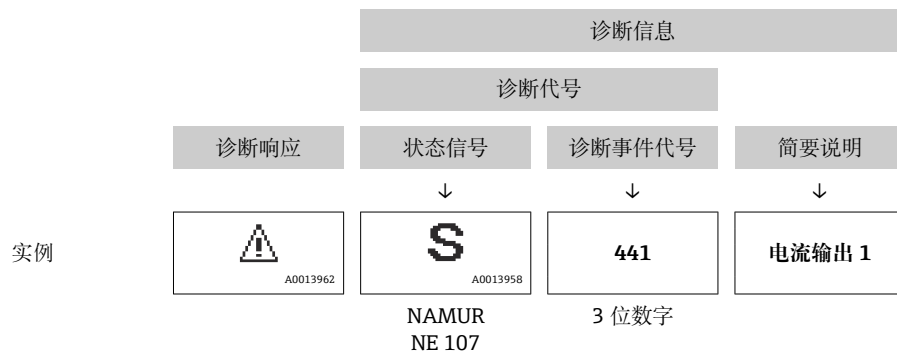 诊断信息
诊断代号
诊断响应 状态信号 诊断事件代号 简要说明
↓ ↓ ↓
实例 S 441 电流输出 1
A0013962 A0013958
NAMUR 3 位数字
NE 107